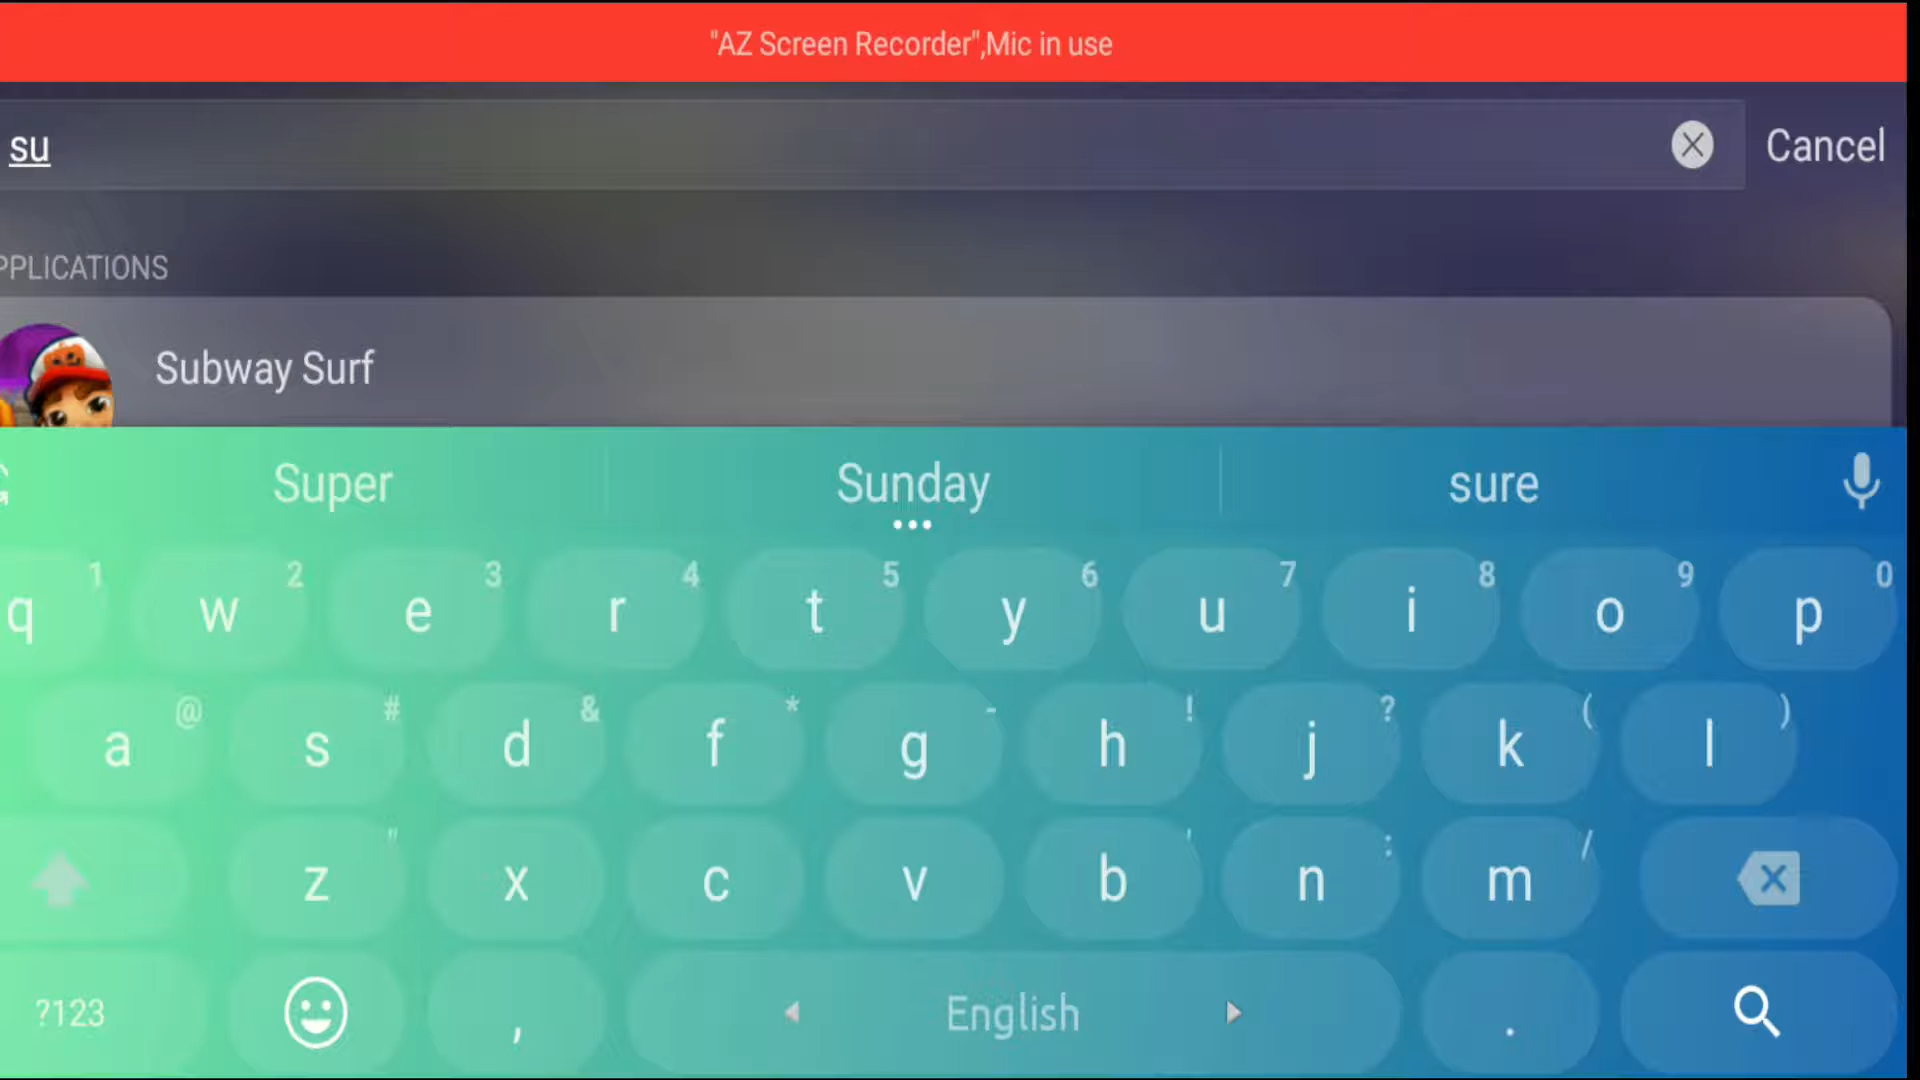 "AZ Screen Recorder",Mic in use
su
Cancel
PPLICATIONS
Subway Surf
Super Sunday sure
1 2 3 4 5 6 7 8 9 0
q w e r t y u i o p
@ # & * - ! ? ( )
a s d f g h j k l
" ' : /
z x c v b n m
?123 , English .